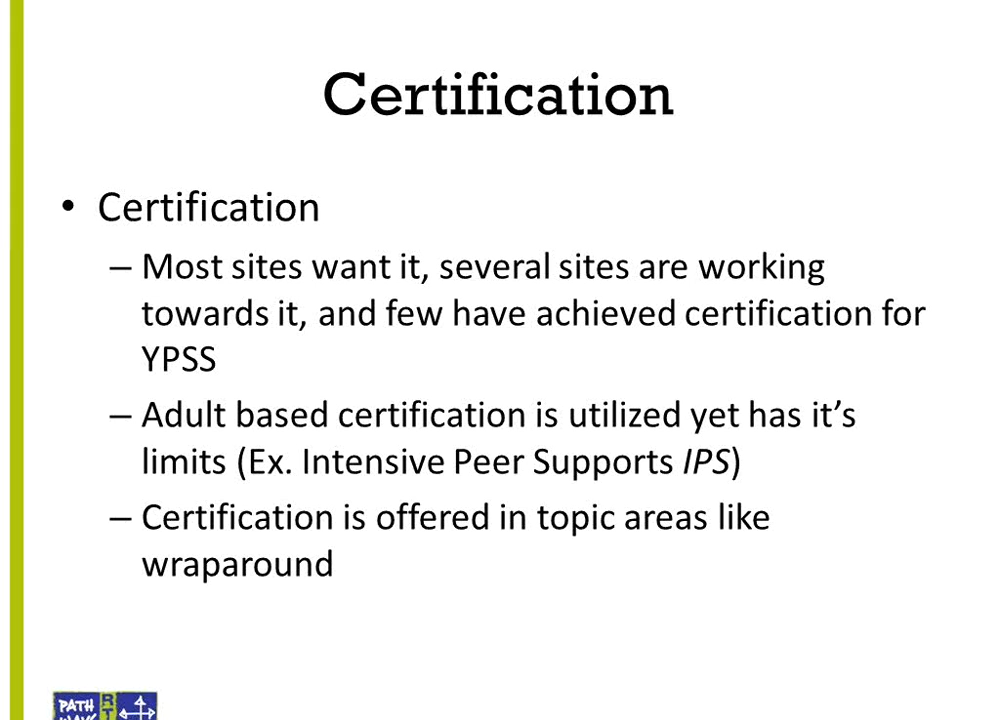 Certification
• Certification
– Most sites want it, several sites are working
towards it, and few have achieved certification for
YPSS
– Adult based certification is utilized yet has it’s
limits (Ex. Intensive Peer Supports IPS)
– Certification is offered in topic areas like
wraparound
PATH
RT